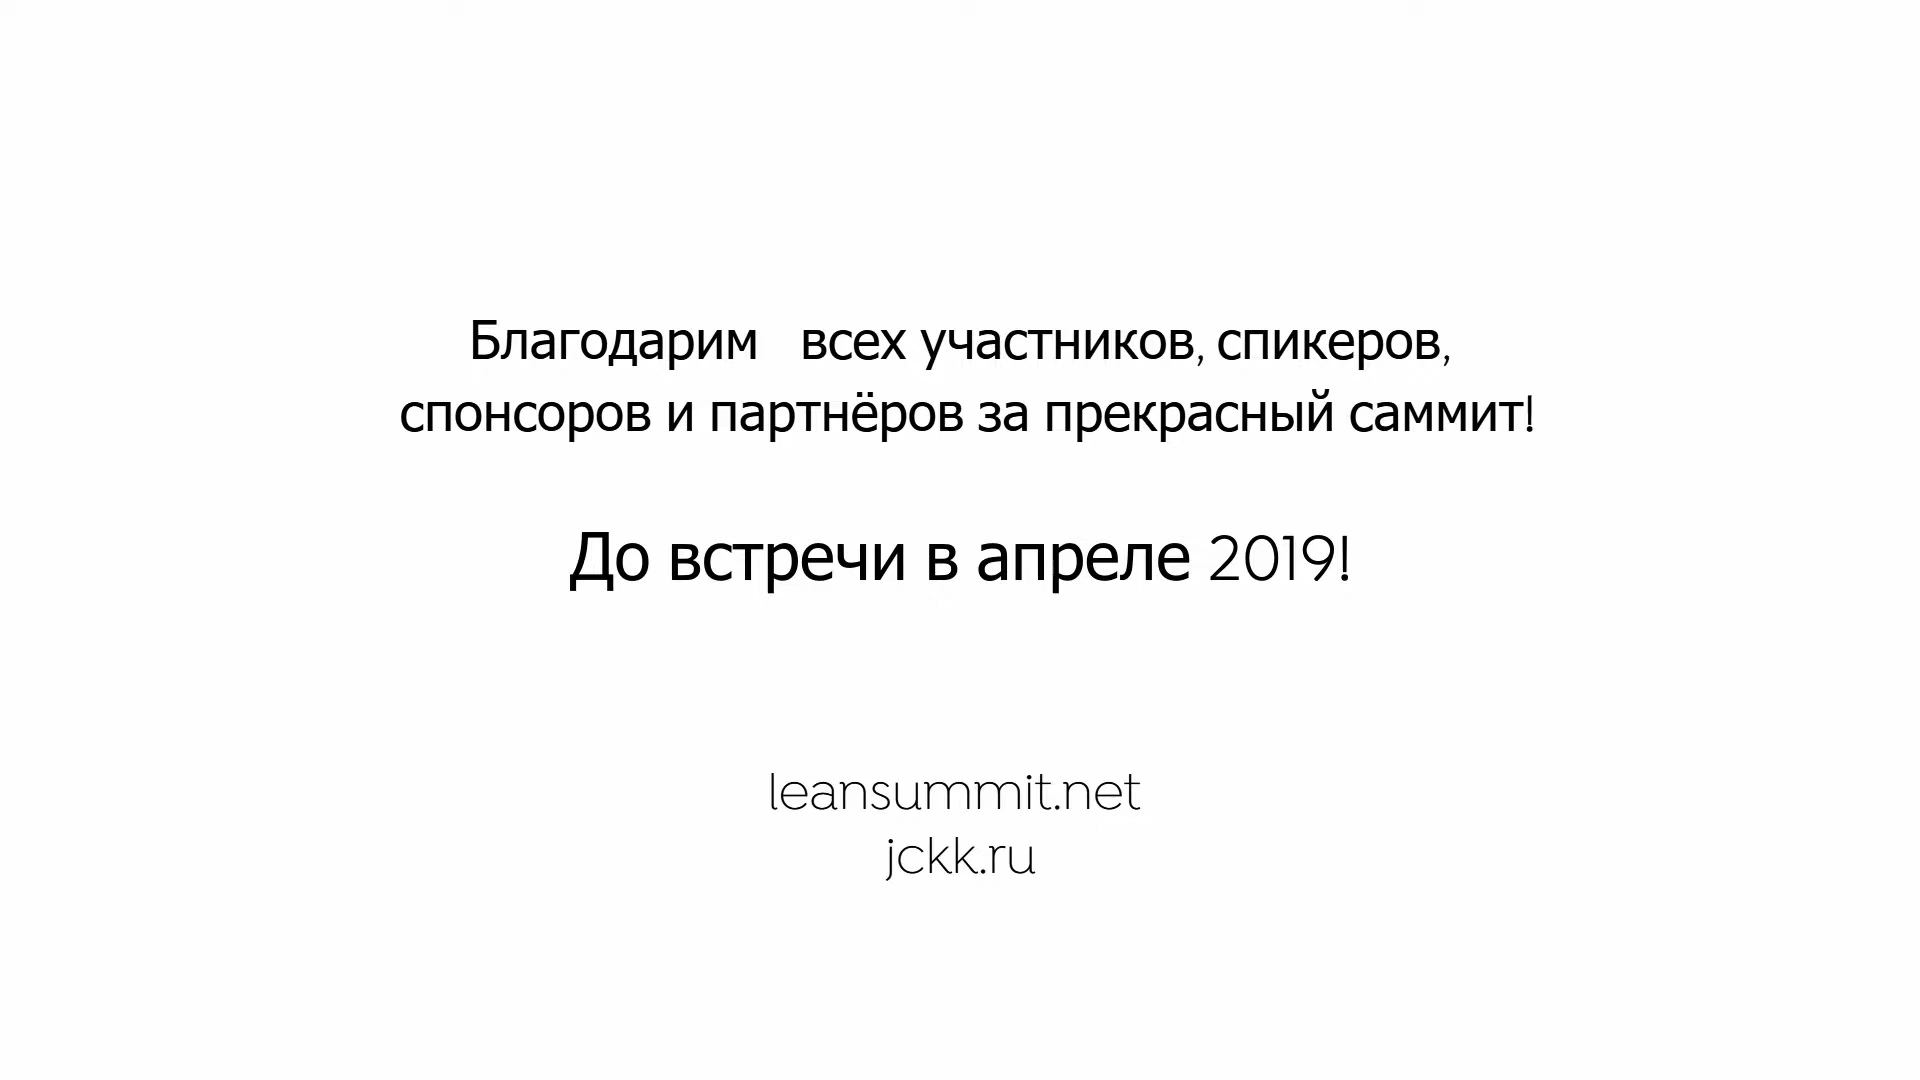 Благодарим всех участников, спикеров,
спонсоров и партнёров за прекрасный саммит!
До встречи в апреле 2019!
leansummit.net
jckk.ru